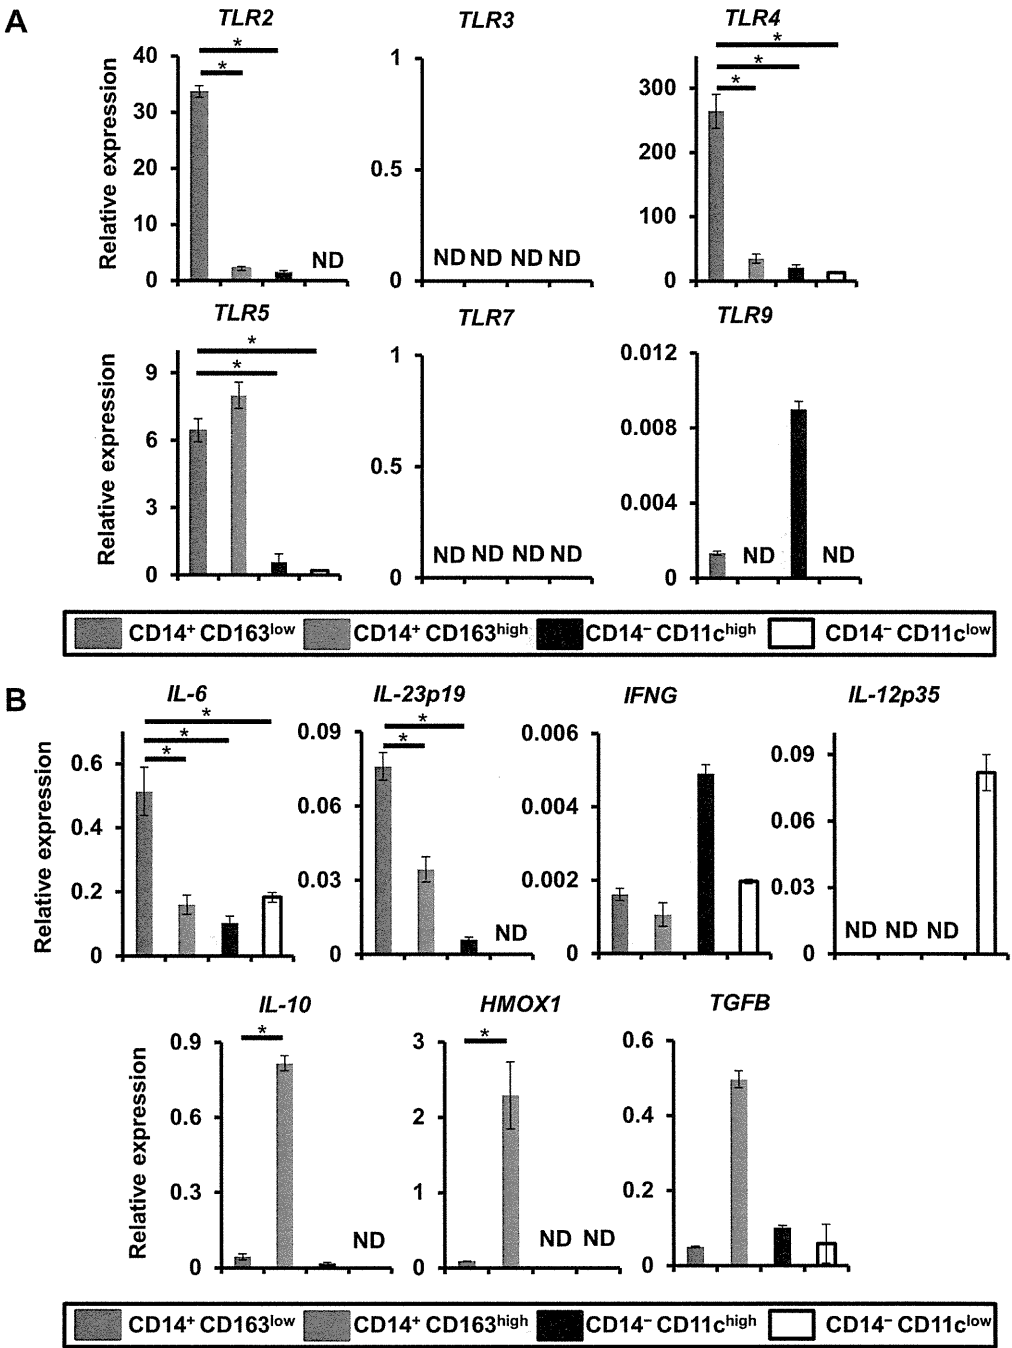 A
TLR2
TLR3
TLR4
Relative expression
40
30
20
10
0
*
*
ND
1
0.5
0
ND ND ND ND
300
200
100
0
*
*
*
TLR5
TLR7
TLR9
Relative expression
9
6
3
0
*
*
1
0.5
0
ND ND ND ND
0.012
0.008
0.004
0
ND
ND
CD14⁺ CD163ˡᵒʷ CD14⁺ CD163ʰⁱᵍʰ CD14⁻ CD11cʰⁱᵍʰ CD14⁻ CD11cˡᵒʷ
B
IL-6
IL-23p19
IFNG
IL-12p35
Relative expression
0.6
0.4
0.2
0
*
*
*
0.09
0.06
0.03
0
*
*
ND
0.006
0.004
0.002
0
0.09
0.06
0.03
0
ND ND ND
IL-10
HMOX1
TGFB
Relative expression
0.9
0.6
0.3
0
*
ND
3
2
1
0
*
ND ND
0.6
0.4
0.2
0
CD14⁺ CD163ˡᵒʷ CD14⁺ CD163ʰⁱᵍʰ CD14⁻ CD11cʰⁱᵍʰ CD14⁻ CD11cˡᵒʷ